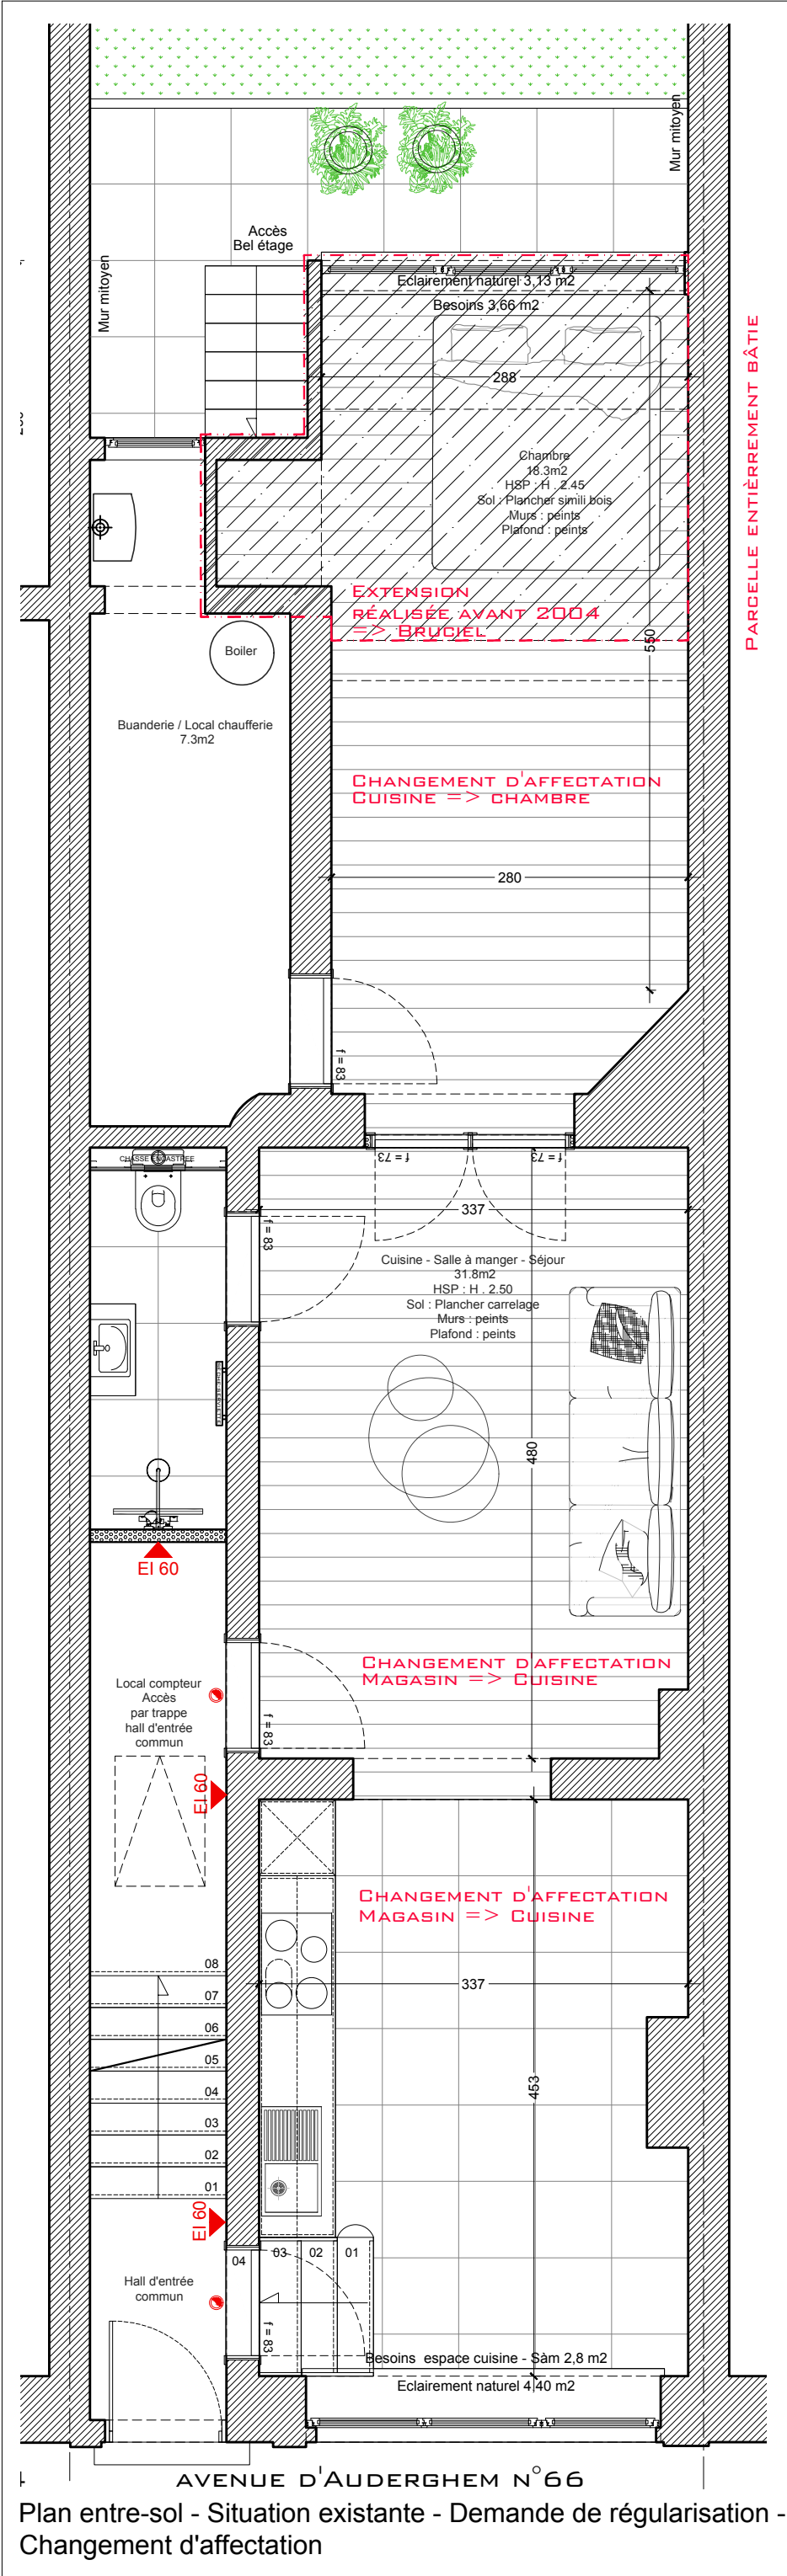 Mur mitoyen
Accès
Bel étage
Mur mitoyen
Eclairement naturel 3,13 m2
Besoins 3,66 m2
288
PARCELLE ENTIÈRREMENT BÂTIE
Chambre
18.3m2
HSP : H . 2.45
Sol : Plancher simili bois
Murs : peints
Plafond : peints
EXTENSION
RÉALISÉE AVANT 2004
=> BRUCIEL
550
Boiler
Buanderie / Local chaufferie
7.3m2
CHANGEMENT D'AFFECTATION
CUISINE => CHAMBRE
280
f = 83
f = 73
f = 73
CHASSE ENCASTREE
f = 83
337
Cuisine - Salle à manger - Séjour
31.8m2
HSP : H . 2.50
Sol : Plancher carrelage
Murs : peints
Plafond : peints
480
EI 60
CHANGEMENT D'AFFECTATION
MAGASIN => CUISINE
Local compteur
Accès
par trappe
hall d'entrée
commun
f = 83
EI 60
CHANGEMENT D'AFFECTATION
MAGASIN => CUISINE
337
453
08
07
06
05
04
03
02
01
EI 60
04
03
02
01
Hall d'entrée
commun
f = 83
Besoins espace cuisine - Sàm 2,8 m2
Eclairement naturel 4,40 m2
AVENUE D'AUDERGHEM N°66
Plan entre-sol - Situation existante - Demande de régularisation -
Changement d'affectation